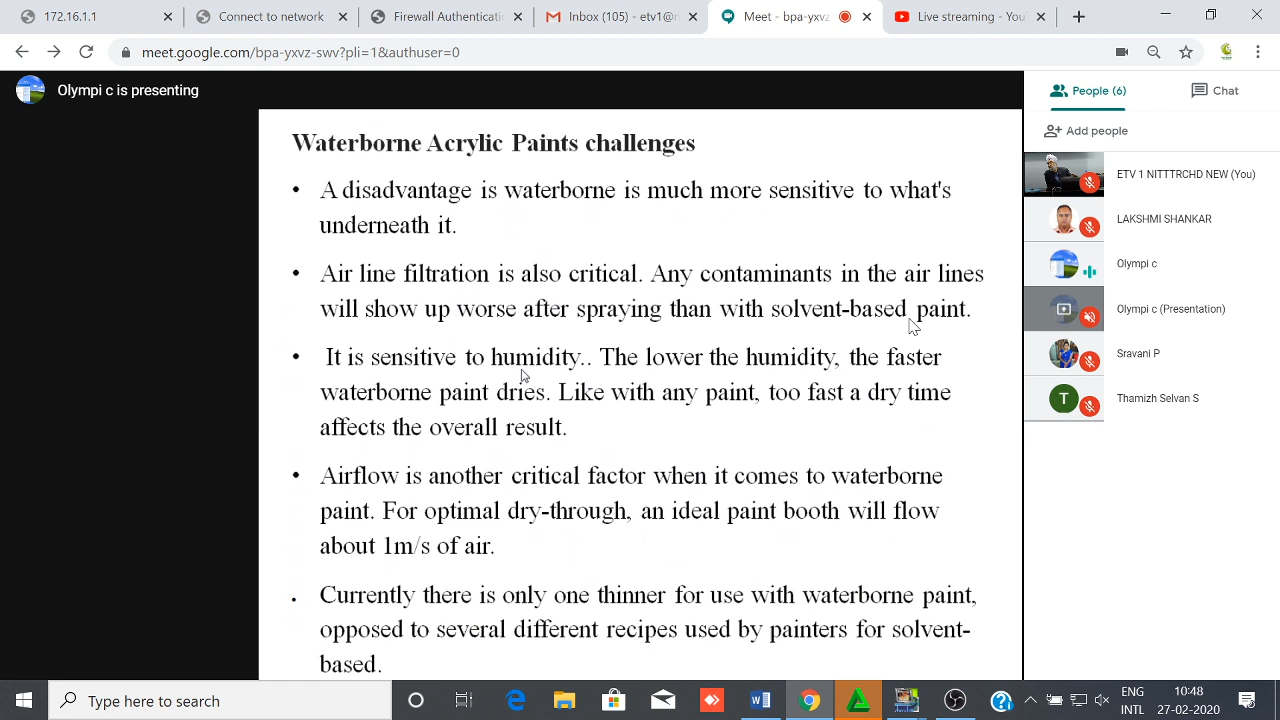 172.16.1
Connect to network
Firewall Authenticati
Inbox (105) - etv1@n
Meet - bpa-yxvz
Live streaming - You
meet.google.com/bpa-yxvz-swv?pli=1&authuser=0
Olympi c is presenting
People (6)
Chat
Add people
Waterborne Acrylic Paints challenges
• A disadvantage is waterborne is much more sensitive to what's
underneath it.
• Air line filtration is also critical. Any contaminants in the air lines
will show up worse after spraying than with solvent-based paint.
• It is sensitive to humidity.. The lower the humidity, the faster
waterborne paint dries. Like with any paint, too fast a dry time
affects the overall result.
• Airflow is another critical factor when it comes to waterborne
paint. For optimal dry-through, an ideal paint booth will flow
about 1m/s of air.
• Currently there is only one thinner for use with waterborne paint,
opposed to several different recipes used by painters for solvent-
based.
ETV 1 NITTTRCHD NEW (You)
LAKSHMI SHANKAR
Olympi c
Olympi c (Presentation)
Sravani P
T
Thamizh Selvan S
Type here to search
ENG
INTL
10:48
27-02-2020